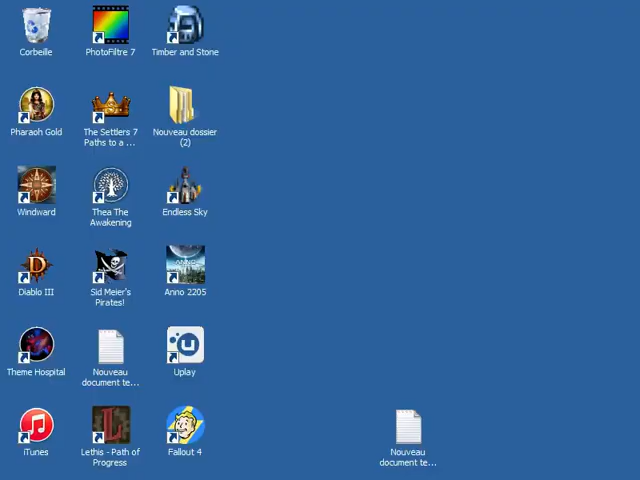 Corbeille
PhotoFiltre 7
Timber and Stone
Pharaoh Gold
The Settlers 7
Paths to a ...
Nouveau dossier
(2)
Windward
Thea The
Awakening
Endless Sky
Diablo III
Sid Meier's
Pirates!
ANNO
Anno 2205
Theme Hospital
Nouveau
document te...
Uplay
iTunes
Lethis - Path of
Progress
Fallout 4
Nouveau
document te...